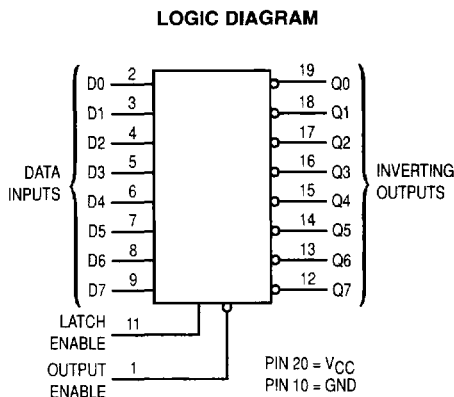 LOGIC DIAGRAM
D0 2 19 Q0
D1 3 18 Q1
D2 4 17 Q2
D3 5 16 Q3
D4 6 15 Q4
D5 7 14 Q5
D6 8 13 Q6
D7 9 12 Q7
DATA
INPUTS
INVERTING
OUTPUTS
LATCH
ENABLE
11
OUTPUT
ENABLE
1
PIN 20 = VCC
PIN 10 = GND